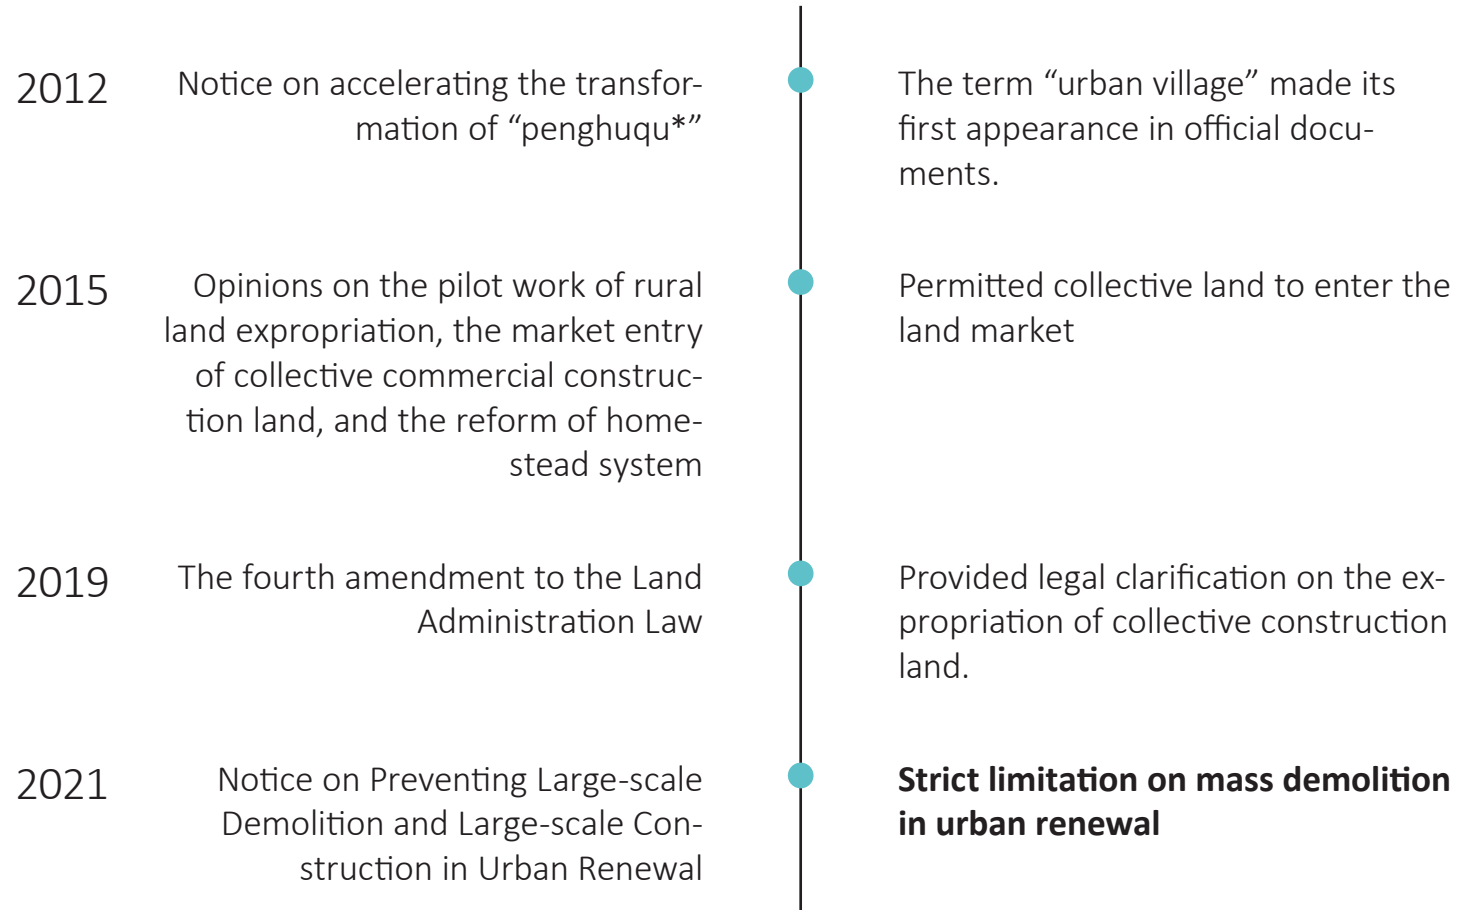 2012
Notice on accelerating the transfor-
mation of “penghuqu*”
The term “urban village” made its
first appearance in official docu-
ments.
2015
Opinions on the pilot work of rural
land expropriation, the market entry
of collective commercial construc-
tion land, and the reform of home-
stead system
Permitted collective land to enter the
land market
2019
The fourth amendment to the Land
Administration Law
Provided legal clarification on the ex-
propriation of collective construction
land.
2021
Notice on Preventing Large-scale
Demolition and Large-scale Con-
struction in Urban Renewal
Strict limitation on mass demolition
in urban renewal